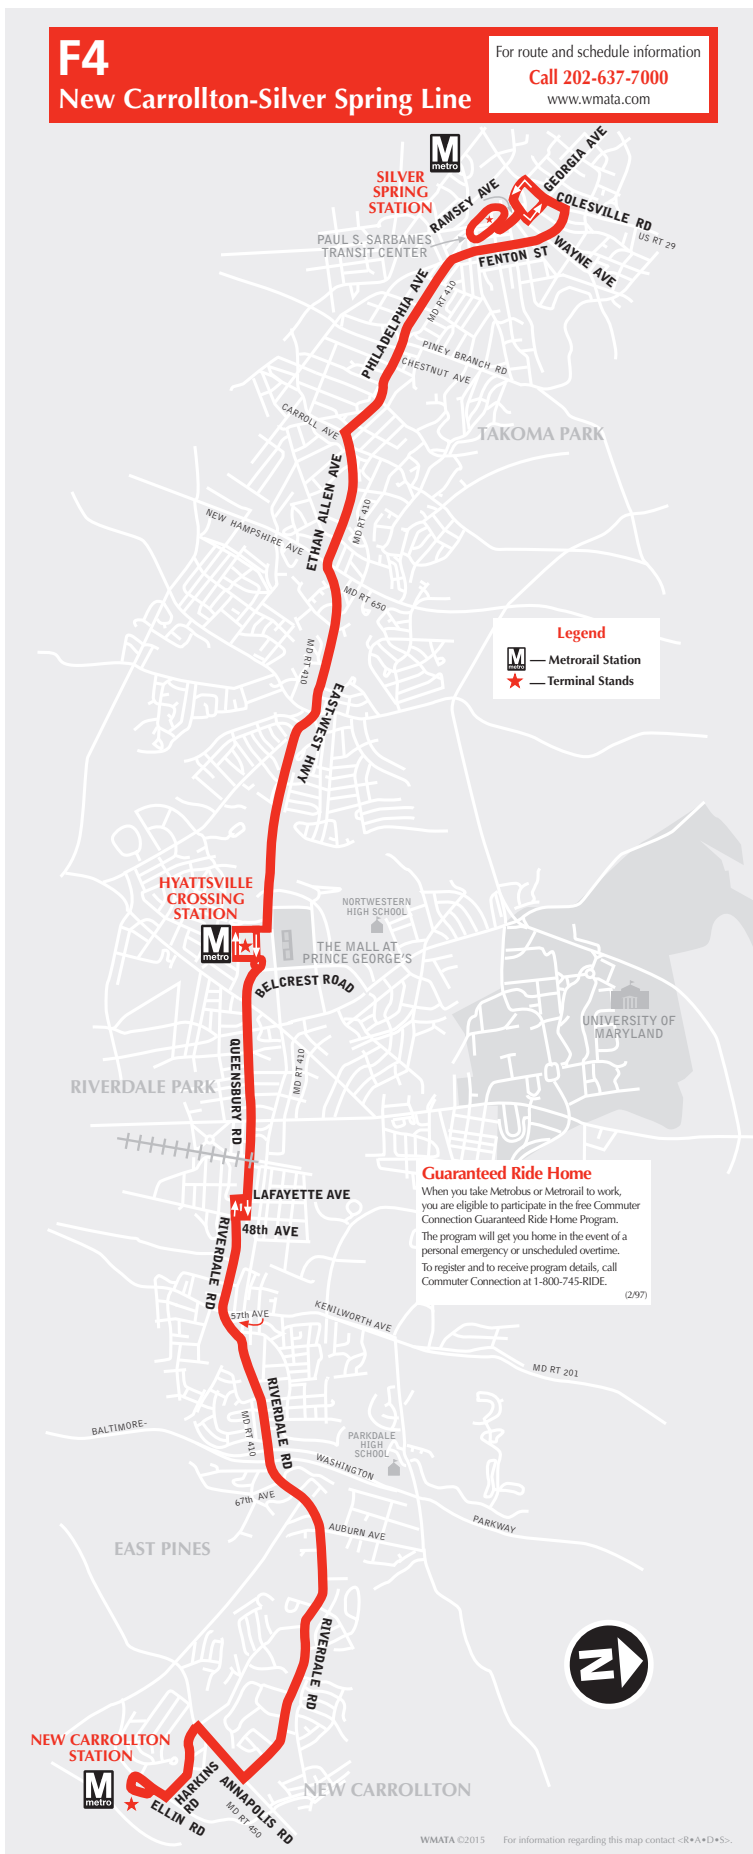 F4
New Carrollton-Silver Spring Line
For route and schedule information
Call 202-637-7000
www.wmata.com
M
metro
SILVER
SPRING
STATION
RAMSEY AVE
GEORGIA AVE
COLESVILLE RD
US RT 29
PAUL S. SARBANES
TRANSIT CENTER
FENTON ST
WAYNE AVE
PHILADELPHIA AVE
MD RT 410
PINEY BRANCH RD
CHESTNUT AVE
CARROLL AVE
TAKOMA PARK
ETHAN ALLEN AVE
MD RT 410
NEW HAMPSHIRE AVE
MD RT 650
Legend
M
metro
— Metrorail Station
— Terminal Stands
MD RT 410
EAST-WEST HWY
HYATTSVILLE
CROSSING
STATION
M
metro
NORTWESTERN
HIGH SCHOOL
THE MALL AT
PRINCE GEORGE'S
BELCREST ROAD
UNIVERSITY OF
MARYLAND
QUEENSBURY RD
MD RT 410
RIVERDALE PARK
LAFAYETTE AVE
48th AVE
Guaranteed Ride Home
When you take Metrobus or Metrorail to work,
you are eligible to participate in the free Commuter
Connection Guaranteed Ride Home Program.
The program will get you home in the event of a
personal emergency or unscheduled overtime.
To register and to receive program details, call
Commuter Connection at 1-800-745-RIDE.
(2/97)
RIVERDALE RD
57th AVE
KENILWORTH AVE
MD RT 201
RIVERDALE RD
MD RT 410
BALTIMORE-
WASHINGTON
PARKWAY
PARKDALE
HIGH
SCHOOL
67th AVE
AUBURN AVE
EAST PINES
RIVERDALE RD
N
NEW CARROLLTON
STATION
M
metro
ELLIN RD
HARKINS
RD
ANNAPOLIS RD
MD RT 450
NEW CARROLLTON
WMATA ©2015 For information regarding this map contact <R•A•D•S>.